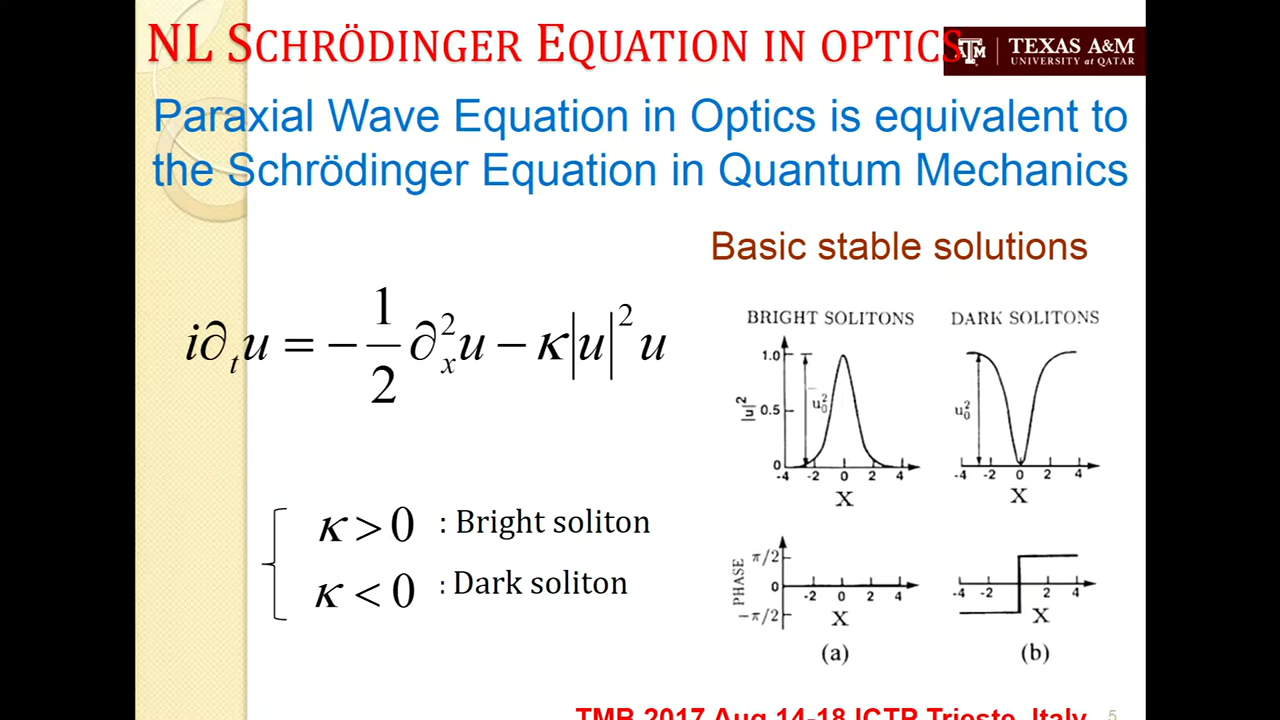 NL SCHRÖDINGER EQUATION IN OPTICS
TEXAS A&M
UNIVERSITY at QATAR
Paraxial Wave Equation in Optics is equivalent to
the Schrödinger Equation in Quantum Mechanics
Basic stable solutions
i∂ₜu = −1/2 ∂ₓ²u − κ|u|²u
BRIGHT SOLITONS
DARK SOLITONS
|u|²
1.0
0.5
0
u₀²
-4 -2 0 2 4
X
u₀²
-4 -2 0 2 4
X
κ > 0 : Bright soliton
κ < 0 : Dark soliton
PHASE
π/2
0
−π/2
-2 0 2 4
X
(a)
-4 -2 2 4
X
(b)
TMB 2017 Aug 14-18 ICTP Trieste, Italy
5